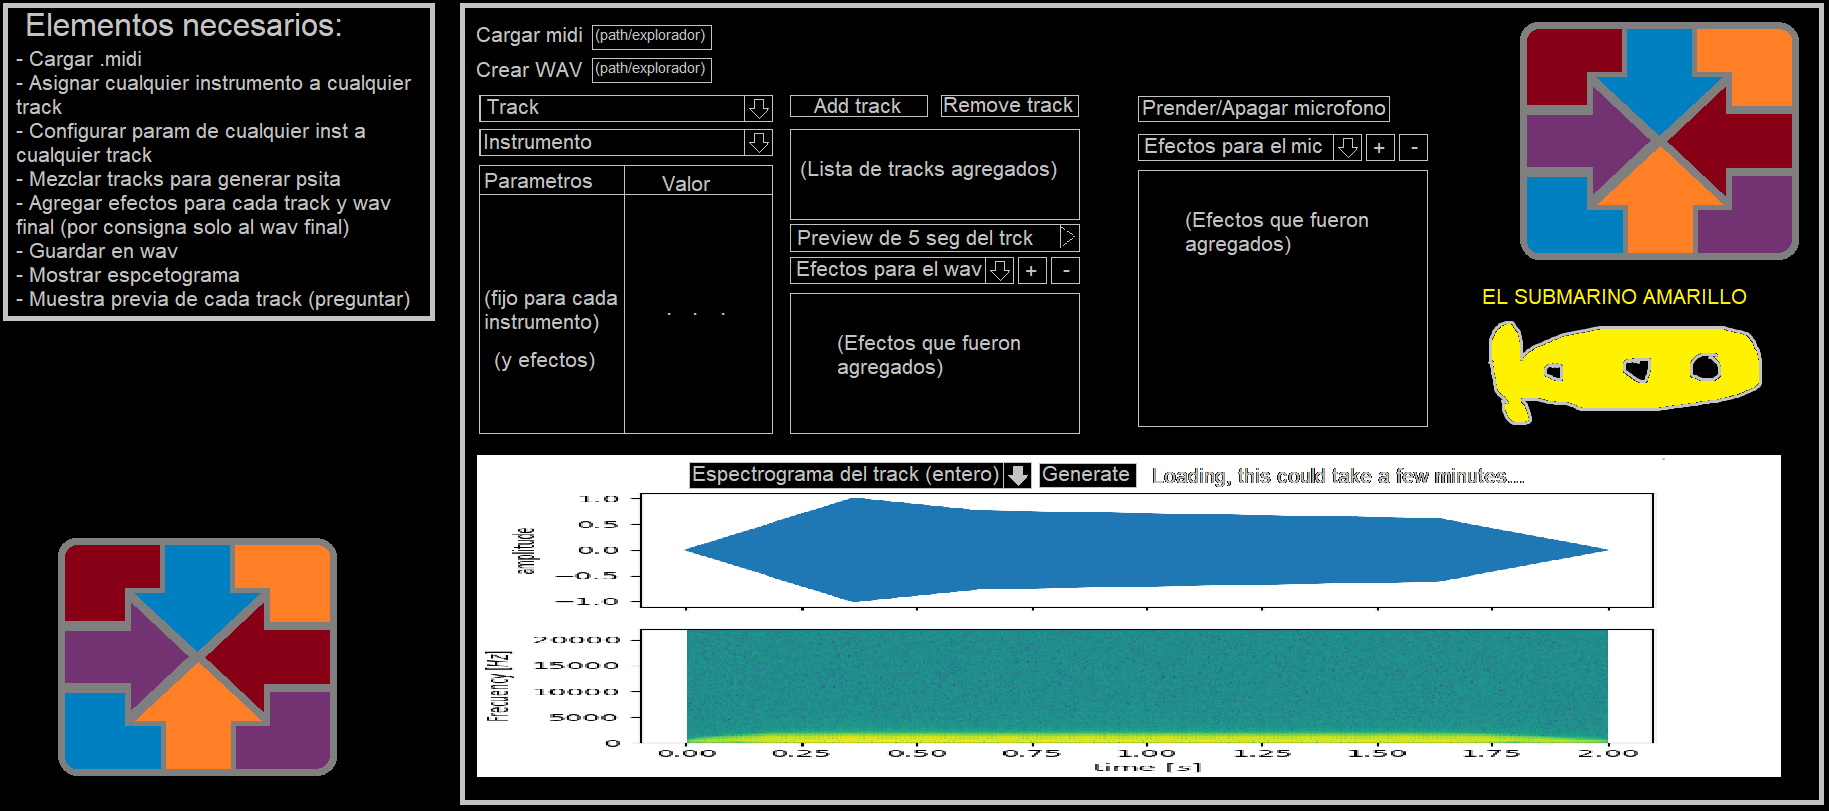 Elementos necesarios:
- Cargar .midi
- Asignar cualquier instrumento a cualquier
track
- Configurar param de cualquier inst a
cualquier track
- Mezclar tracks para generar psita
- Agregar efectos para cada track y wav
final (por consigna solo al wav final)
- Guardar en wav
- Mostrar espcetograma
- Muestra previa de cada track (preguntar)
Cargar midi (path/explorador)
Crear WAV (path/explorador)
Track
Instrumento
Parametros Valor
(fijo para cada
instrumento)
(y efectos)
. . .
Add track Remove track
(Lista de tracks agregados)
Preview de 5 seg del trck
Efectos para el wav + -
(Efectos que fueron
agregados)
Prender/Apagar microfono
Efectos para el mic + -
(Efectos que fueron
agregados)
EL SUBMARINO AMARILLO
Espectrograma del track (entero) Generate Loading, this could take a few minutes....
amplitude
1.0
0.5
0.0
−0.5
−1.0
Frecuency [Hz]
20000
15000
10000
5000
0
0.00 0.25 0.50 0.75 1.00 1.25 1.50 1.75 2.00
time [s]